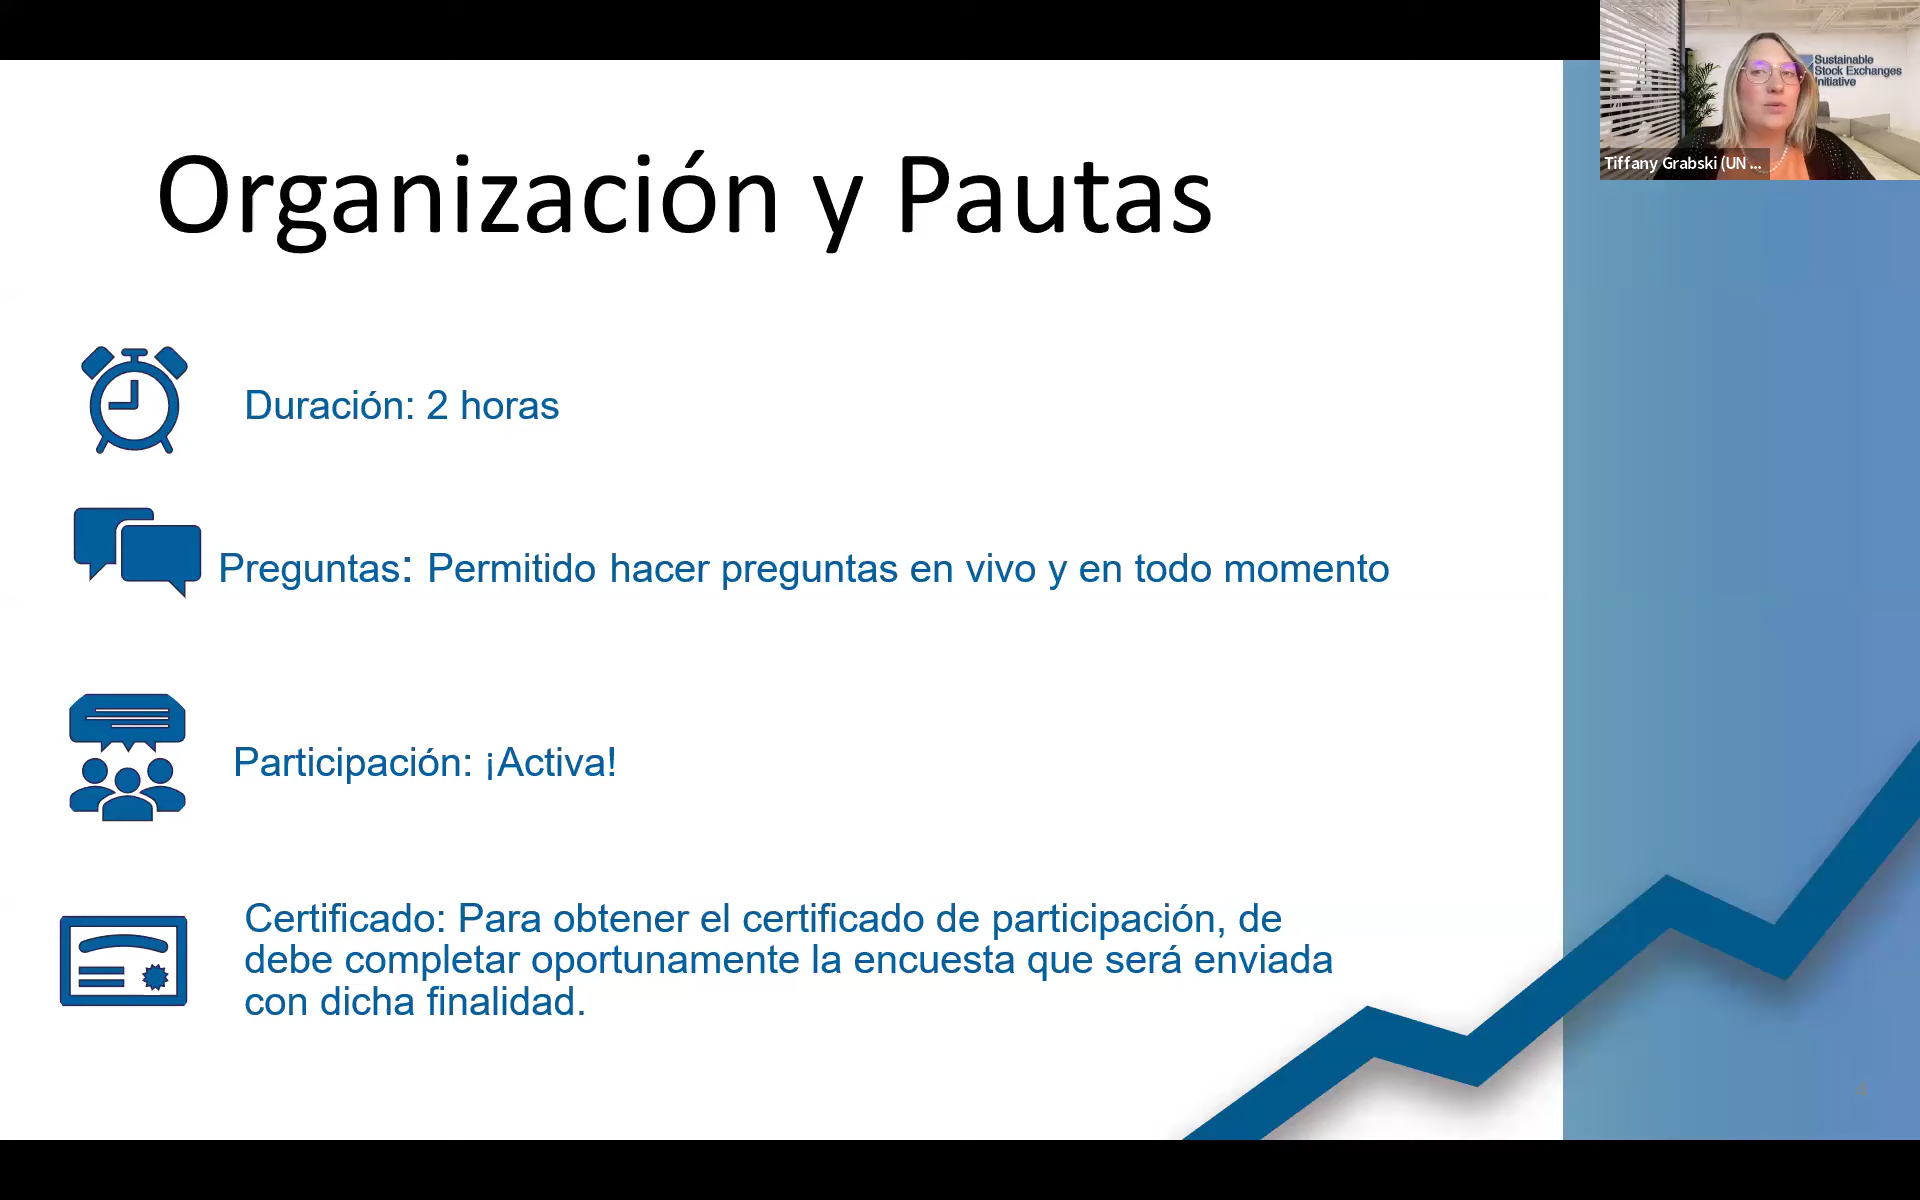 Organización y Pautas
Duración: 2 horas
Preguntas: Permitido hacer preguntas en vivo y en todo momento
Participación: ¡Activa!
Certificado: Para obtener el certificado de participación, de
debe completar oportunamente la encuesta que será enviada
con dicha finalidad.
Sustainable
Stock Exchanges
Initiative
Tiffany Grabski (UN ...
4